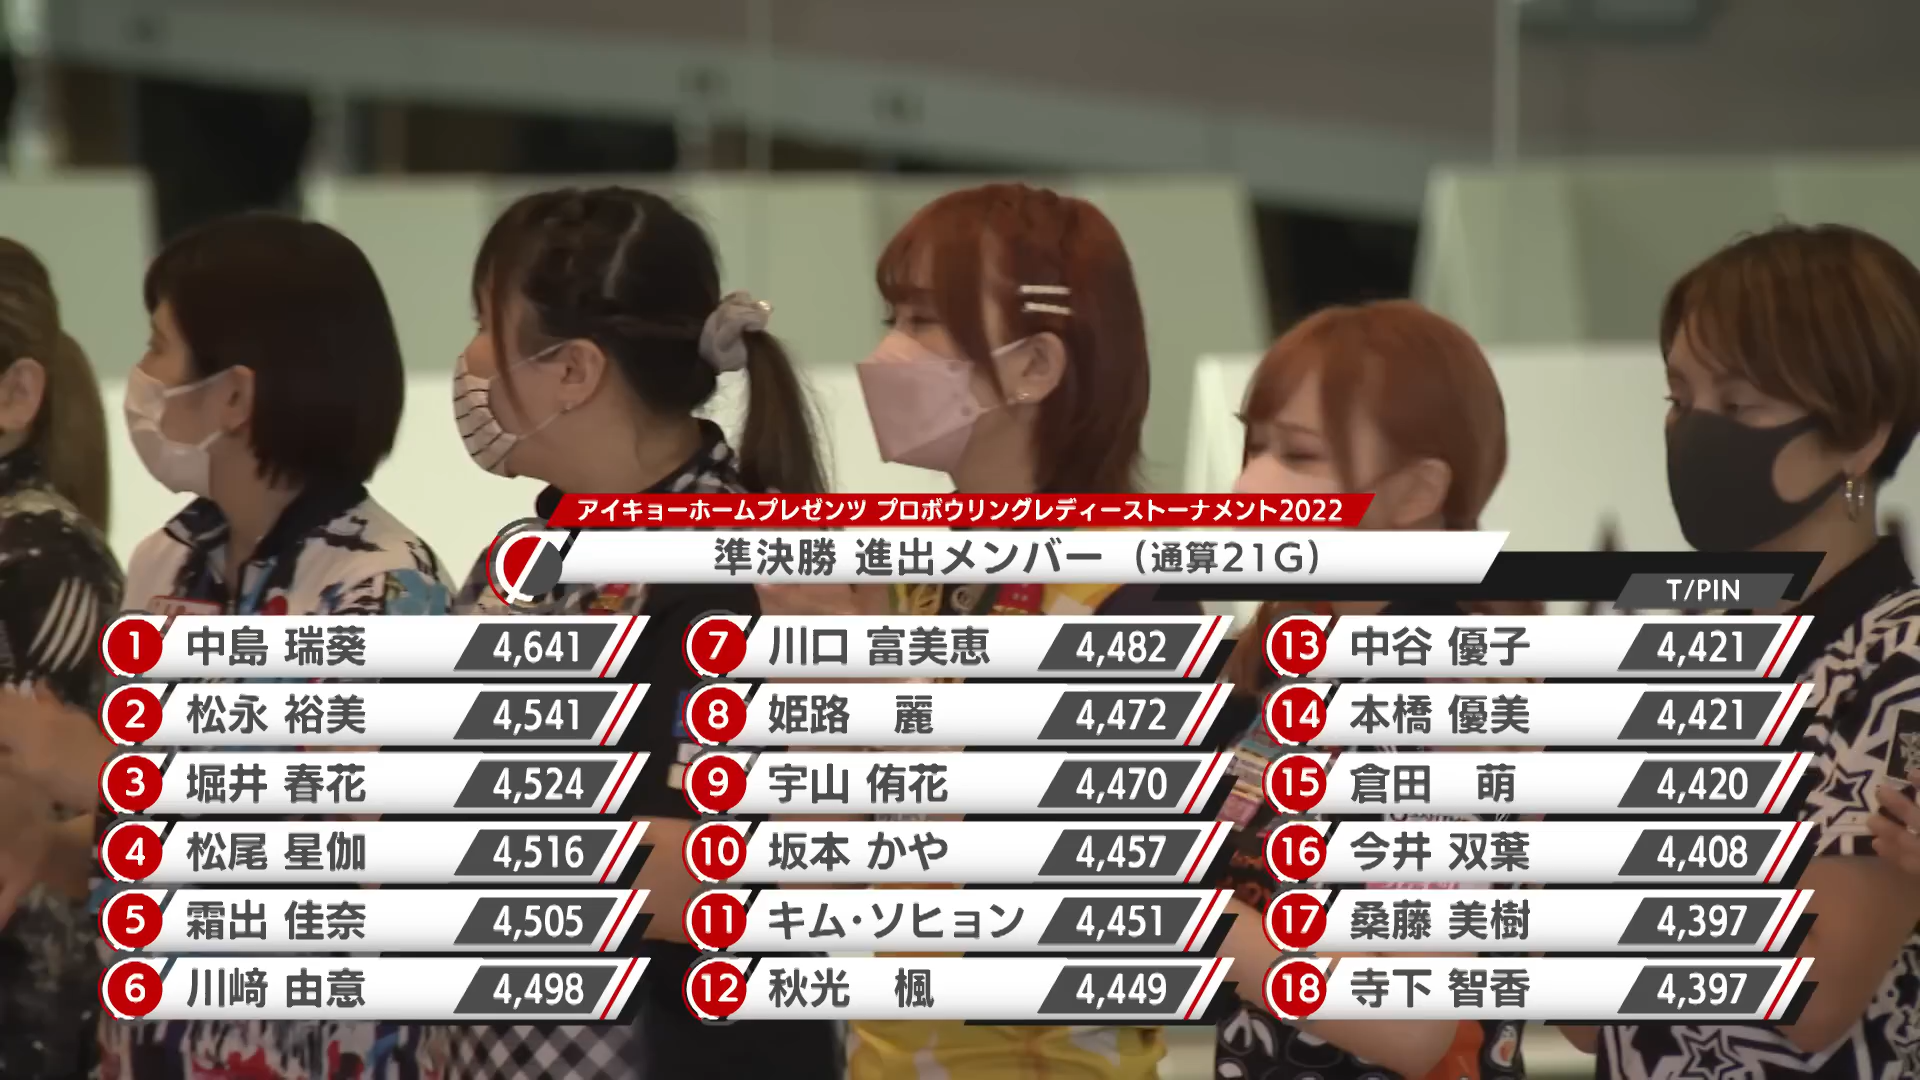 アイキョーホームプレゼンツ プロボウリングレディーストーナメント2022
準決勝 進出メンバー（通算21G）
T/PIN
1 中島 瑞葵 4,641
2 松永 裕美 4,541
3 堀井 春花 4,524
4 松尾 星伽 4,516
5 霜出 佳奈 4,505
6 川﨑 由意 4,498
7 川口 富美恵 4,482
8 姫路 麗 4,472
9 宇山 侑花 4,470
10 坂本 かや 4,457
11 キム・ソヒョン 4,451
12 秋光 楓 4,449
13 中谷 優子 4,421
14 本橋 優美 4,421
15 倉田 萌 4,420
16 今井 双葉 4,408
17 桑藤 美樹 4,397
18 寺下 智香 4,397